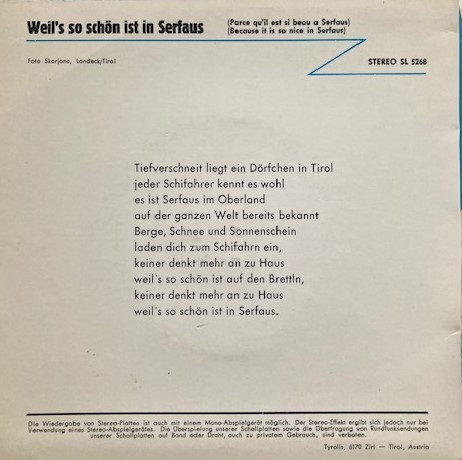 Weil's so schön ist in Serfaus
(Parce qu'il est si beau a Serfaus)
(Because it is so nice in Serfaus)
Foto Skorjanc, Landeck/Tirol
STEREO SL 5268
Tiefverschneit liegt ein Dörfchen in Tirol
jeder Schifahrer kennt es wohl
es ist Serfaus im Oberland
auf der ganzen Welt bereits bekannt
Berge, Schnee und Sonnenschein
laden dich zum Schifahrn ein,
keiner denkt mehr an zu Haus
weil's so schön ist auf den Brettln,
keiner denkt mehr an zu Haus
weil's so schön ist in Serfaus.
Die Wiedergabe von Stereo-Platten ist auch mit einem Mono-Abspielgerät möglich. Der Stereo-Effekt ergibt sich jedoch nur bei
Verwendung eines Stereo-Abspielgerätes. Die Überspielung unserer Schallplatten sowie die Übertragung von Rundfunksendungen
unserer Schallplatten auf Band oder Draht, auch zu privatem Gebrauch, sind verboten.
Tyrolis, 6170 Zirl — Tirol, Austria